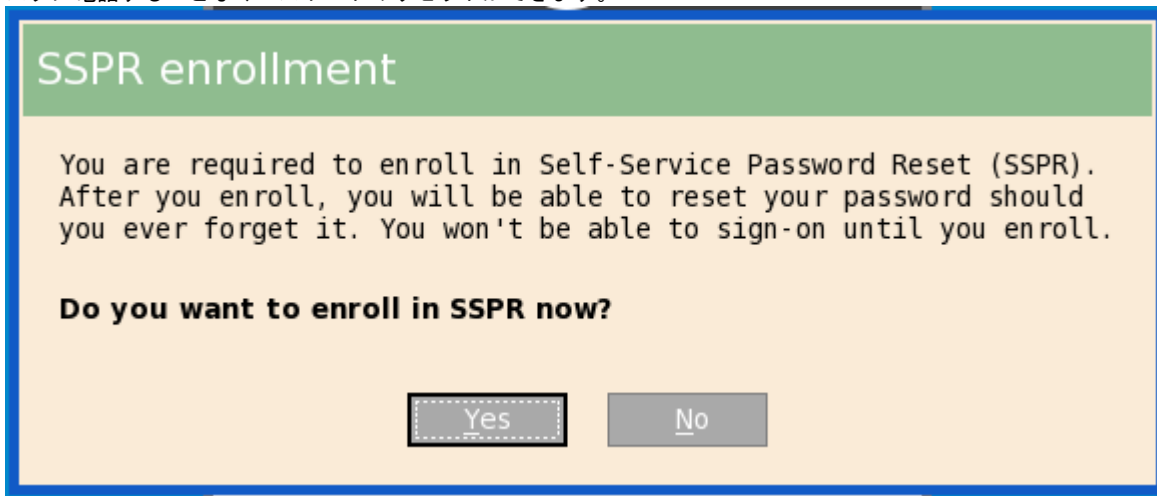 SSPR enrollment
You are required to enroll in Self-Service Password Reset (SSPR).
After you enroll, you will be able to reset your password should
you ever forget it. You won't be able to sign-on until you enroll.
Do you want to enroll in SSPR now?
Yes No